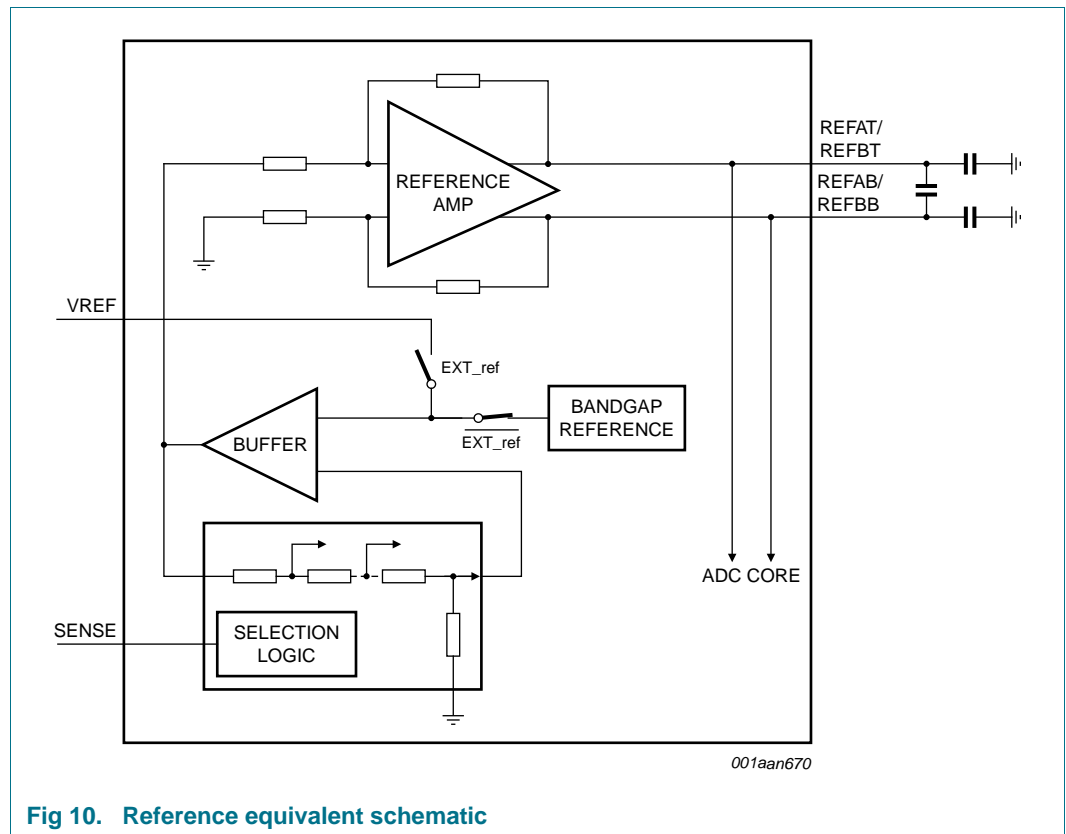 REFAT/
REFBT
REFAB/
REFBB
REFERENCE
AMP
VREF
EXT_ref
BANDGAP
REFERENCE
EXT_ref
BUFFER
ADC CORE
SENSE
SELECTION
LOGIC
001aan670
Fig 10. Reference equivalent schematic